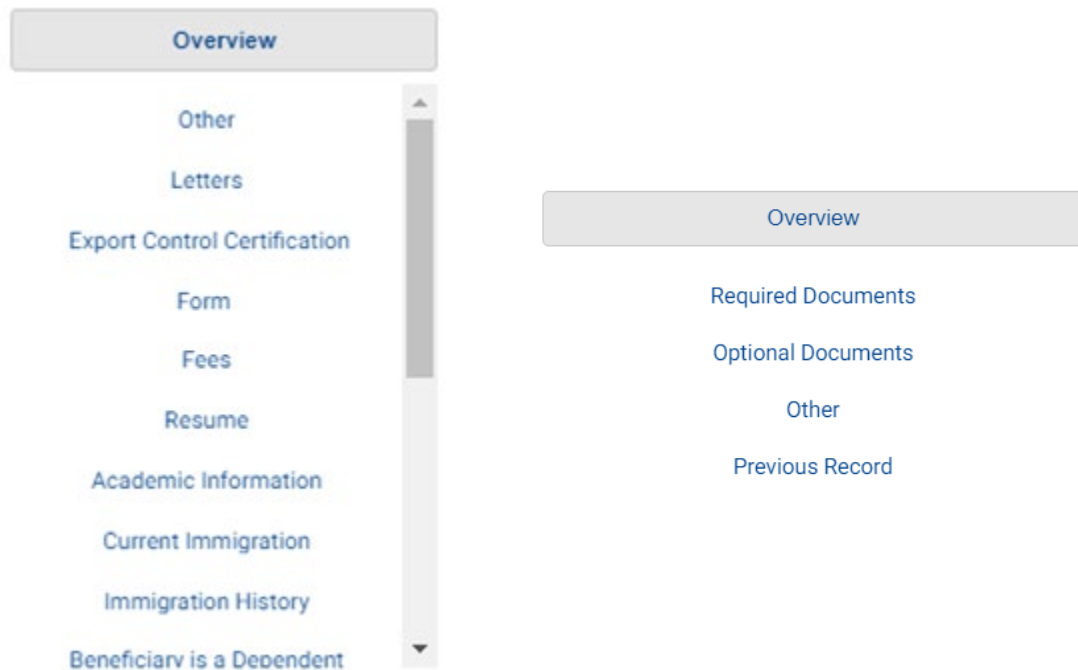 Overview
Other
Letters
Export Control Certification
Form
Fees
Resume
Academic Information
Current Immigration
Immigration History
Beneficiary is a Dependent
Overview
Required Documents
Optional Documents
Other
Previous Record